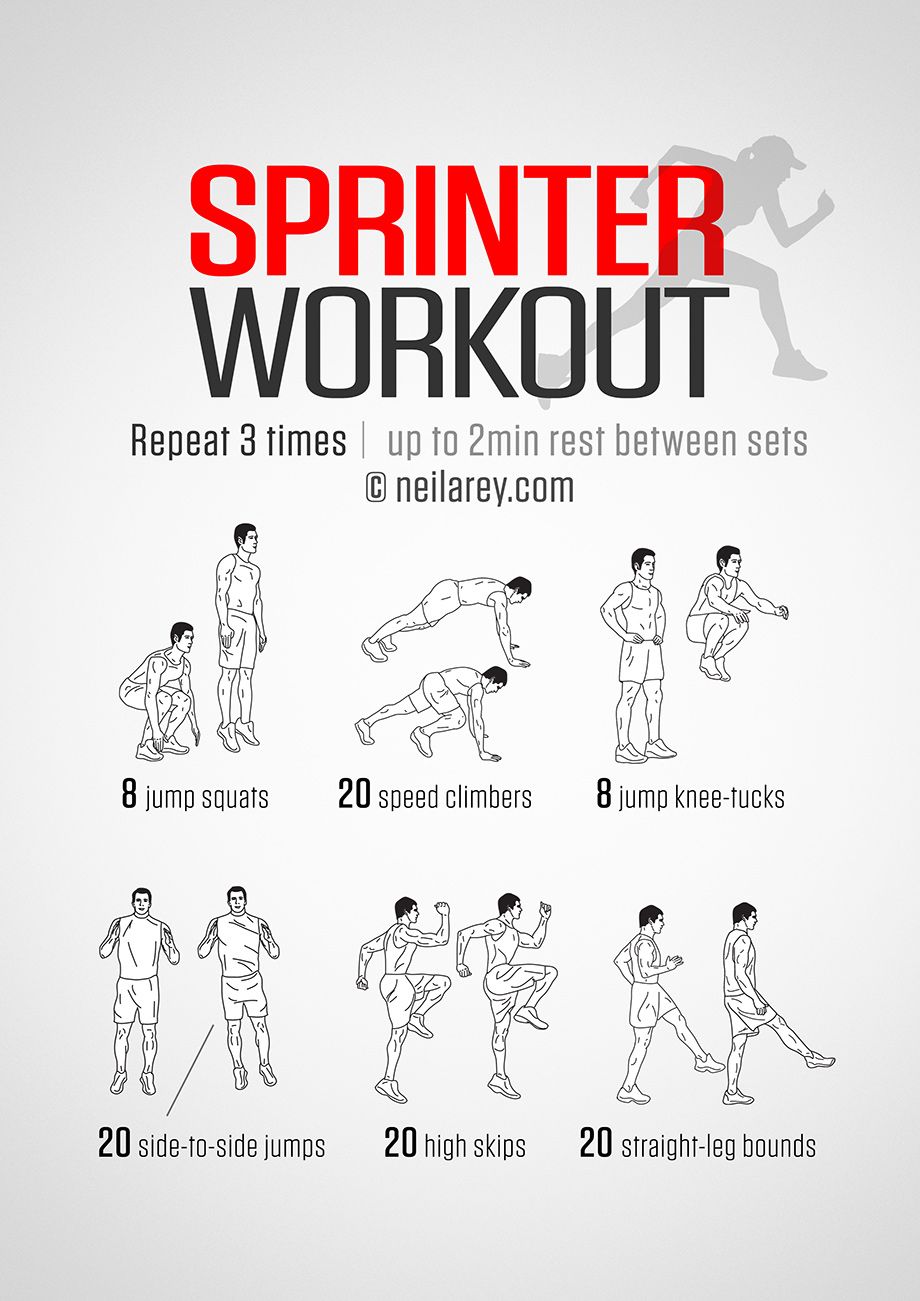 SPRINTER
WORKOUT
Repeat 3 times | up to 2min rest between sets
© neilarey.com
8 jump squats
20 speed climbers
8 jump knee-tucks
20 side-to-side jumps
20 high skips
20 straight-leg bounds